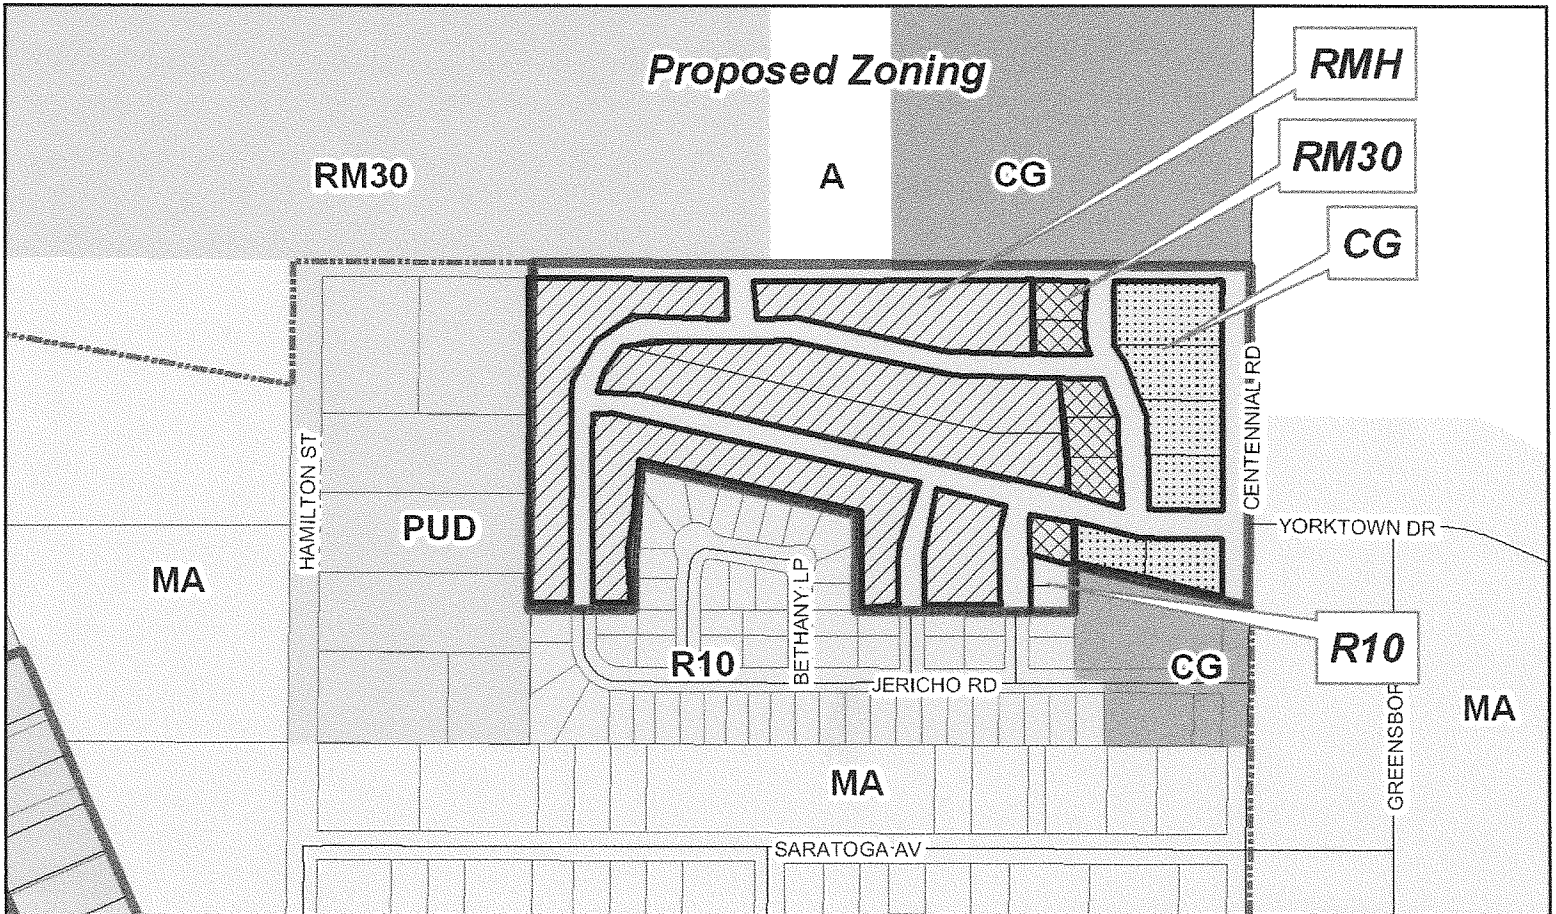 Proposed Zoning
RMH
RM30
CG
RM30
A
CG
HAMILTON ST
CENTENNIAL RD
YORKTOWN DR
PUD
MA
BETHANY LP
R10
JERICHO RD
CG
R10
MA
GREENSBOR
MA
SARATOGA AV